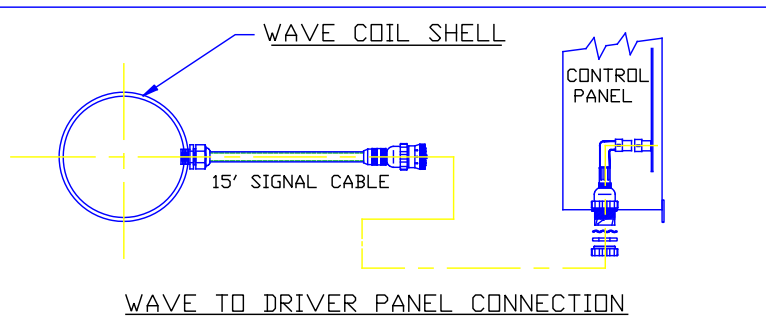 WAVE COIL SHELL
CONTROL
PANEL
15' SIGNAL CABLE
WAVE TO DRIVER PANEL CONNECTION